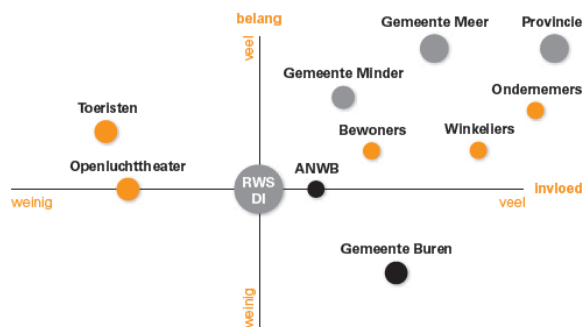 belang
veel
Gemeente Meer
Provincie
Gemeente Minder
Ondernemers
Toeristen
Bewoners
Winkeliers
Openluchttheater
RWS
DI
ANWB
weinig
veel
invloed
Gemeente Buren
weinig